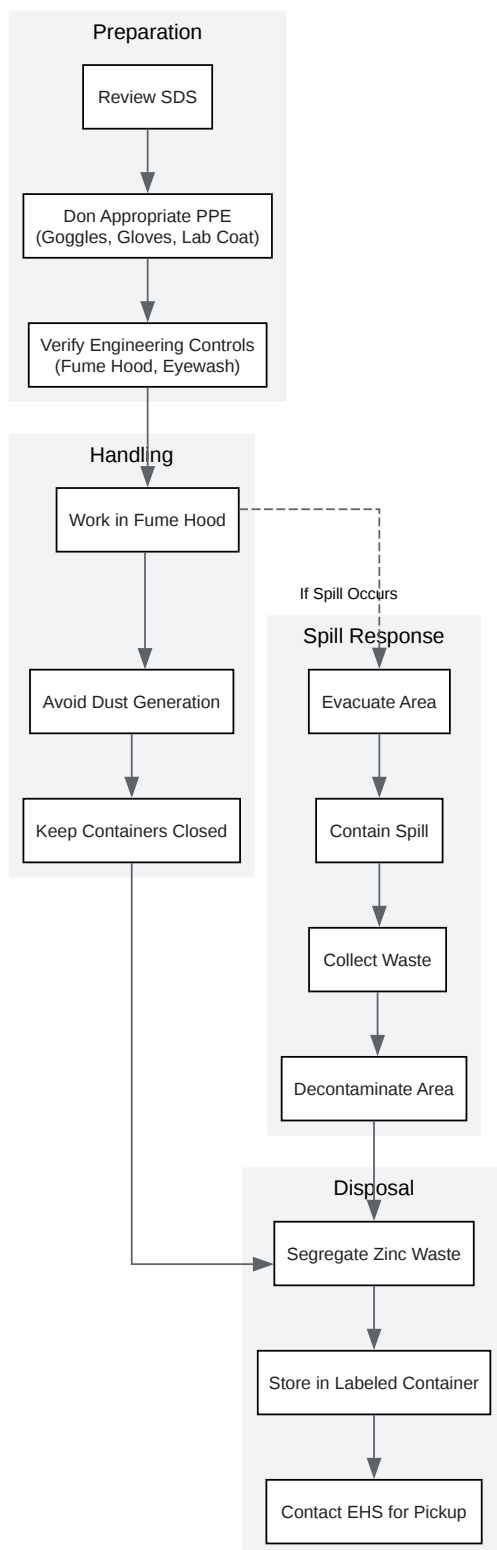 Preparation
Review SDS
Don Appropriate PPE
(Goggles, Gloves, Lab Coat)
Verify Engineering Controls
(Fume Hood, Eyewash)
Handling
Work in Fume Hood
If Spill Occurs
Spill Response
Avoid Dust Generation
Evacuate Area
Keep Containers Closed
Contain Spill
Collect Waste
Decontaminate Area
Disposal
Segregate Zinc Waste
Store in Labeled Container
Contact EHS for Pickup